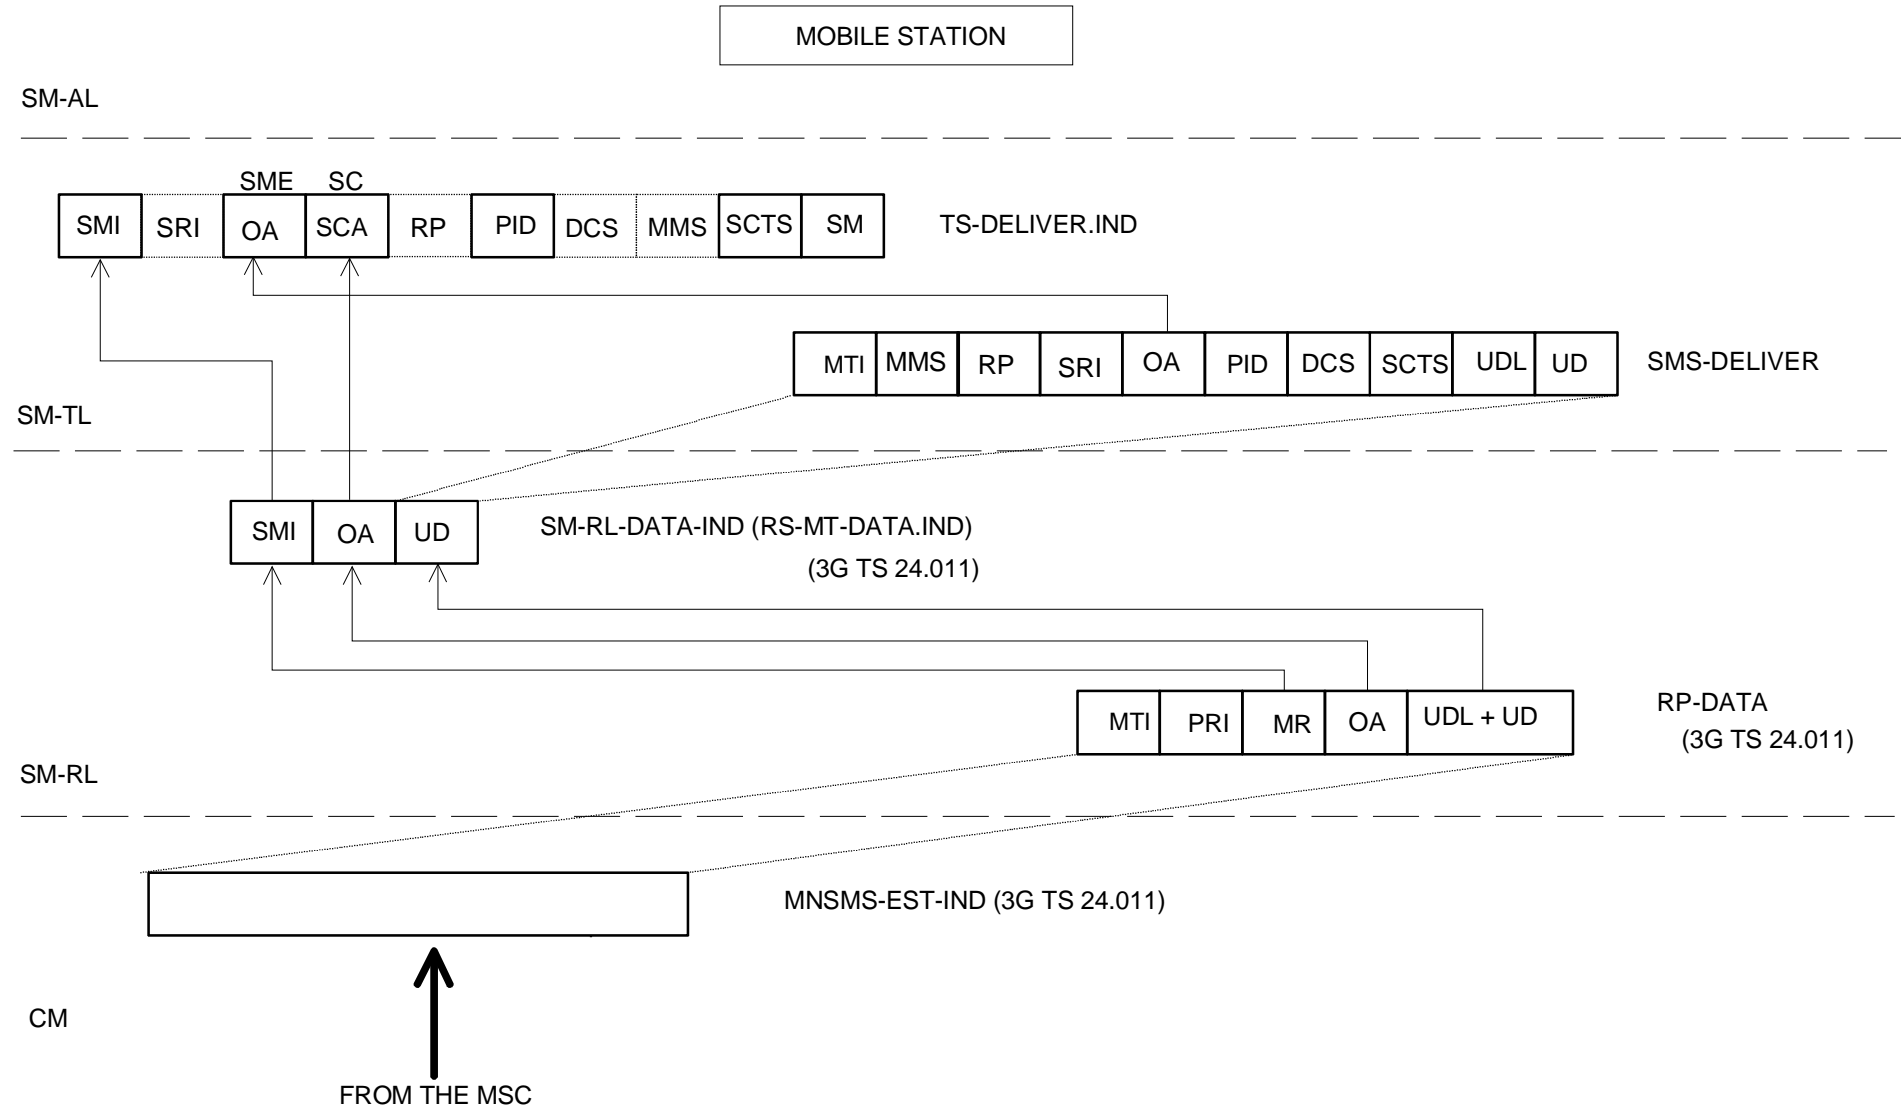 MOBILE STATION
SM-AL
SME SC
SMI SRI OA SCA RP PID DCS MMS SCTS SM TS-DELIVER.IND
MTI MMS RP SRI OA PID DCS SCTS UDL UD SMS-DELIVER
SM-TL
SMI OA UD SM-RL-DATA-IND (RS-MT-DATA.IND)
(3G TS 24.011)
MTI PRI MR OA UDL + UD RP-DATA
(3G TS 24.011)
SM-RL
MNSMS-EST-IND (3G TS 24.011)
CM
FROM THE MSC